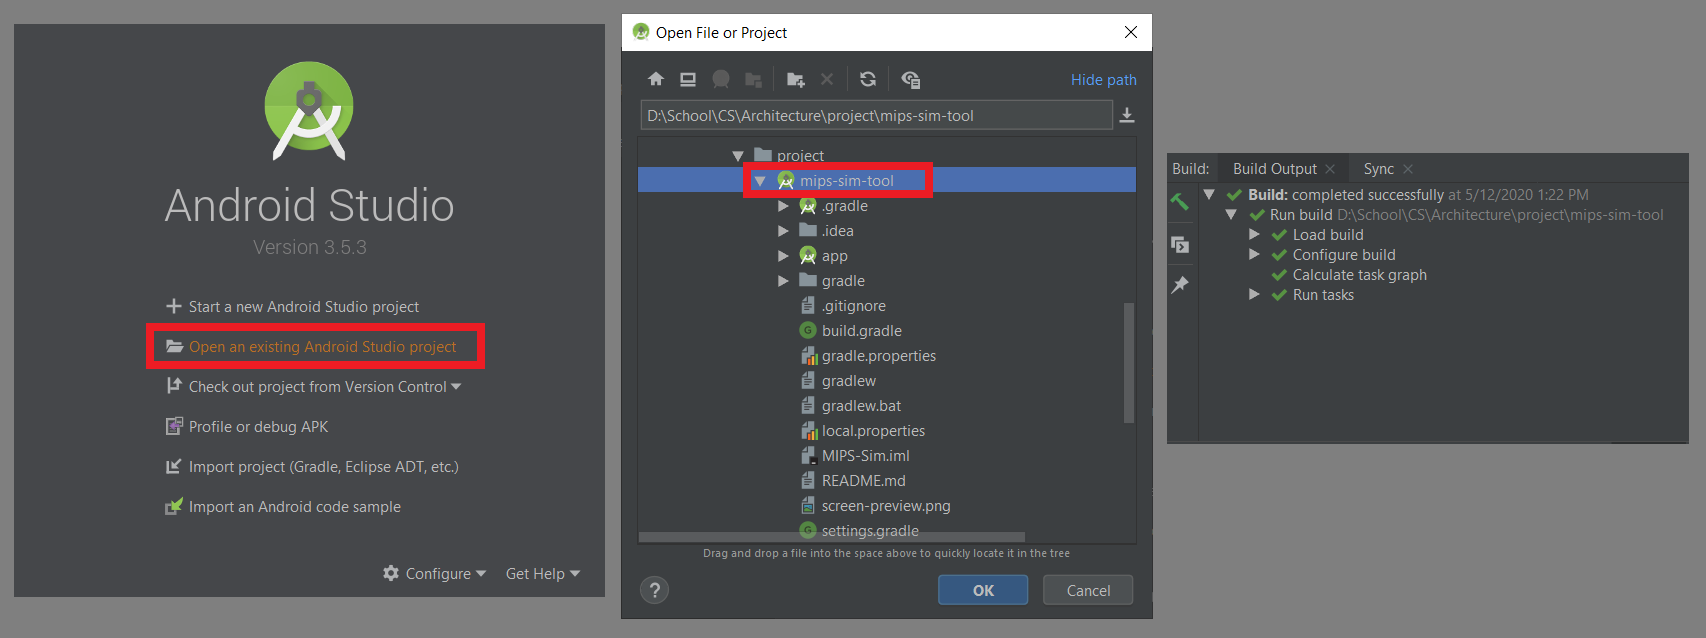 Android Studio
Version 3.5.3
Start a new Android Studio project
Open an existing Android Studio project
Check out project from Version Control
Profile or debug APK
Import project (Gradle, Eclipse ADT, etc.)
Import an Android code sample
Configure
Get Help
Open File or Project
Hide path
D:\School\CS\Architecture\project\mips-sim-tool
project
mips-sim-tool
.gradle
.idea
app
gradle
.gitignore
build.gradle
gradle.properties
gradlew
gradlew.bat
local.properties
MIPS-Sim.iml
README.md
screen-preview.png
settings.gradle
Drag and drop a file into the space above to quickly locate it in the tree
?
OK
Cancel
Build: Build Output Sync
Build: completed successfully at 5/12/2020 1:22 PM
Run build D:\School\CS\Architecture\project\mips-sim-tool
Load build
Configure build
Calculate task graph
Run tasks